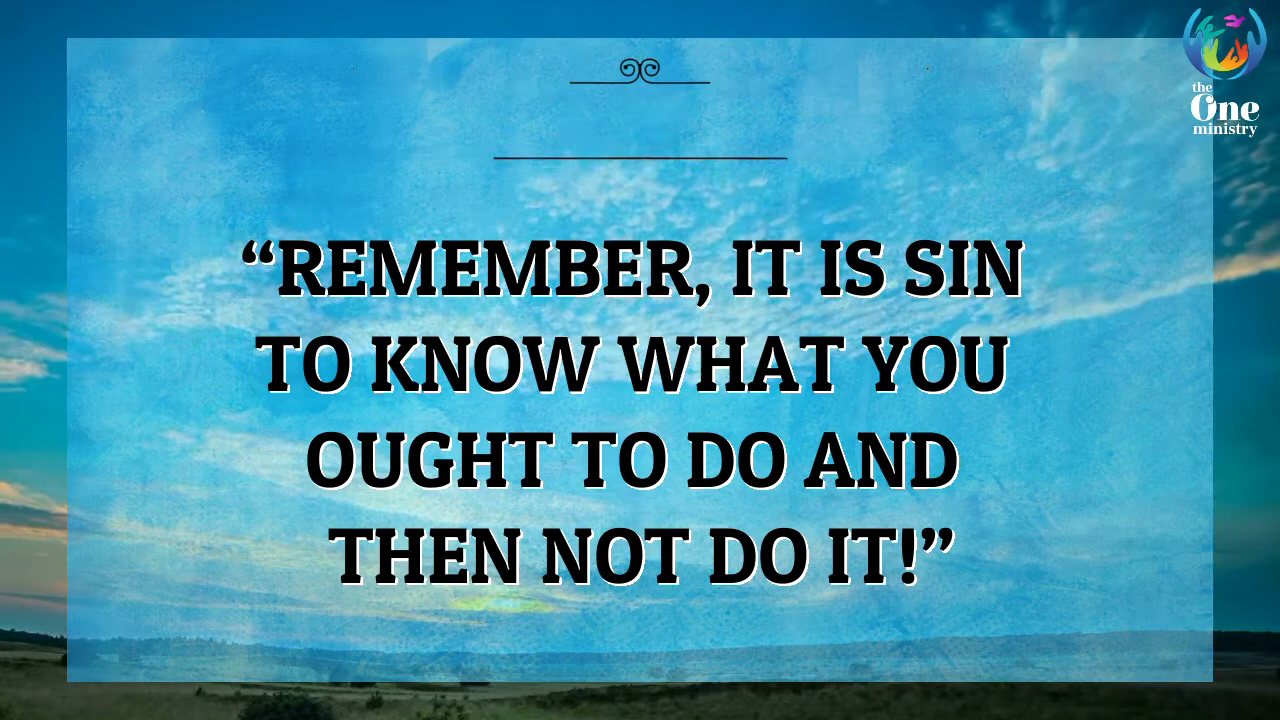 the
One
ministry
“REMEMBER, IT IS SIN
TO KNOW WHAT YOU
OUGHT TO DO AND
THEN NOT DO IT!”